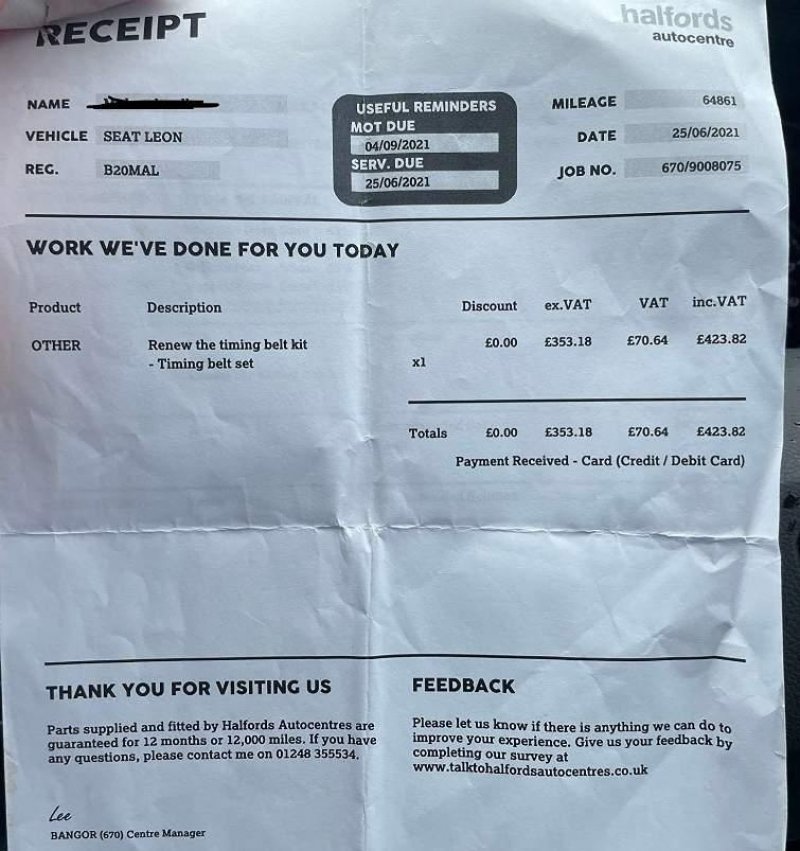 RECEIPT
halfords
autocentre
NAME
VEHICLE SEAT LEON
REG. B20MAL
USEFUL REMINDERS
MOT DUE
04/09/2021
SERV. DUE
25/06/2021
MILEAGE 64861
DATE 25/06/2021
JOB NO. 670/9008075
WORK WE'VE DONE FOR YOU TODAY
Product Description Discount ex.VAT VAT inc.VAT
OTHER Renew the timing belt kit £0.00 £353.18 £70.64 £423.82
- Timing belt set x1
Totals £0.00 £353.18 £70.64 £423.82
Payment Received - Card (Credit / Debit Card)
THANK YOU FOR VISITING US
Parts supplied and fitted by Halfords Autocentres are
guaranteed for 12 months or 12,000 miles. If you have
any questions, please contact me on 01248 355534.
Lee
BANGOR (670) Centre Manager
FEEDBACK
Please let us know if there is anything we can do to
improve your experience. Give us your feedback by
completing our survey at
www.talktohalfordsautocentres.co.uk